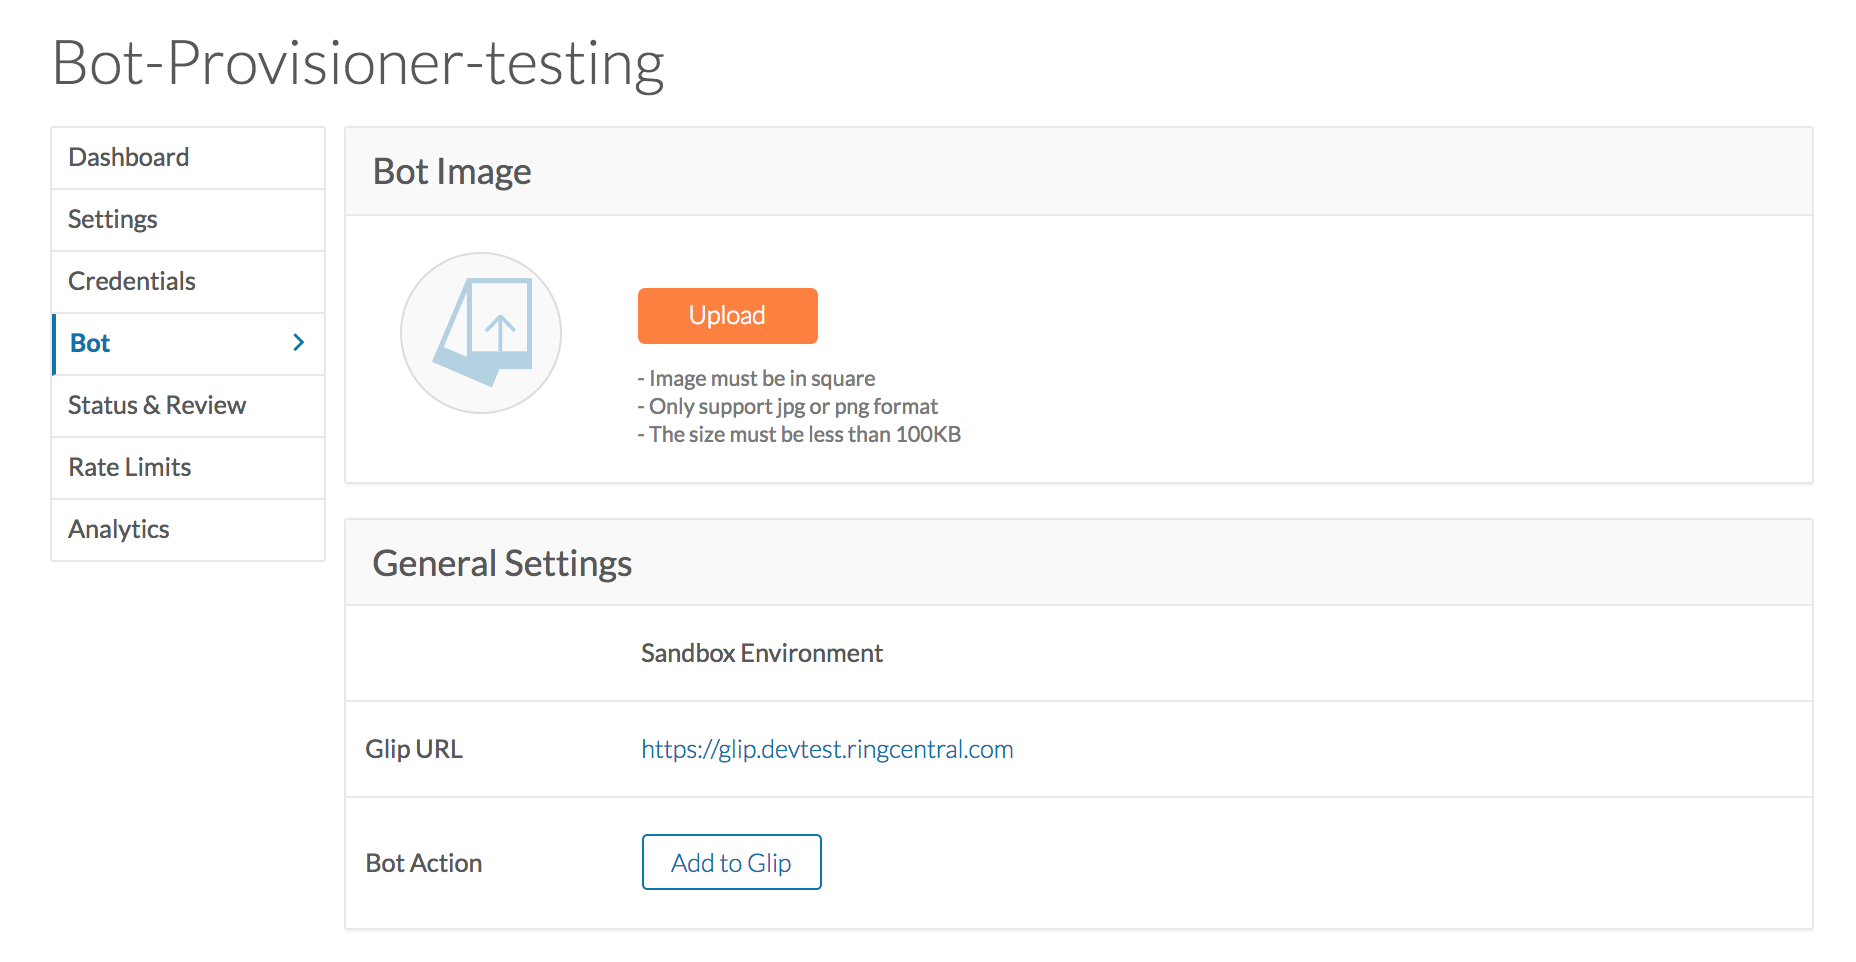 Bot-Provisioner-testing
Dashboard
Settings
Credentials
Bot
Status & Review
Rate Limits
Analytics
Bot Image
Upload
- Image must be in square
- Only support jpg or png format
- The size must be less than 100KB
General Settings
Sandbox Environment
Glip URL https://glip.devtest.ringcentral.com
Bot Action Add to Glip